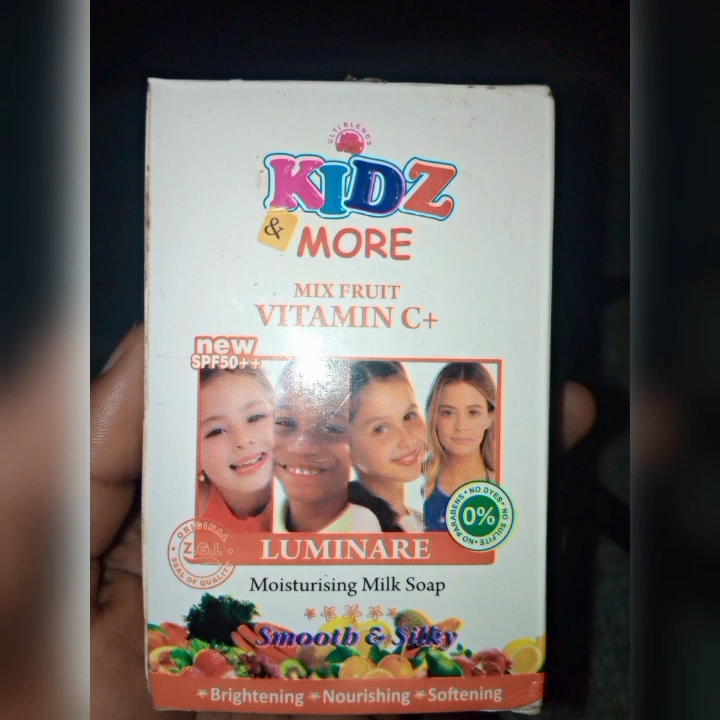 ULTI BLENDS
KIDZ
& MORE
MIX FRUIT
VITAMIN C+
new
SPF50++
NO PARABENS • NO DYES • NO SULFITE
0%
ORIGINAL
Z.G.L
SEAL OF QUALITY
LUMINARE
Moisturising Milk Soap
Smooth & Silky
Brightening Nourishing Softening